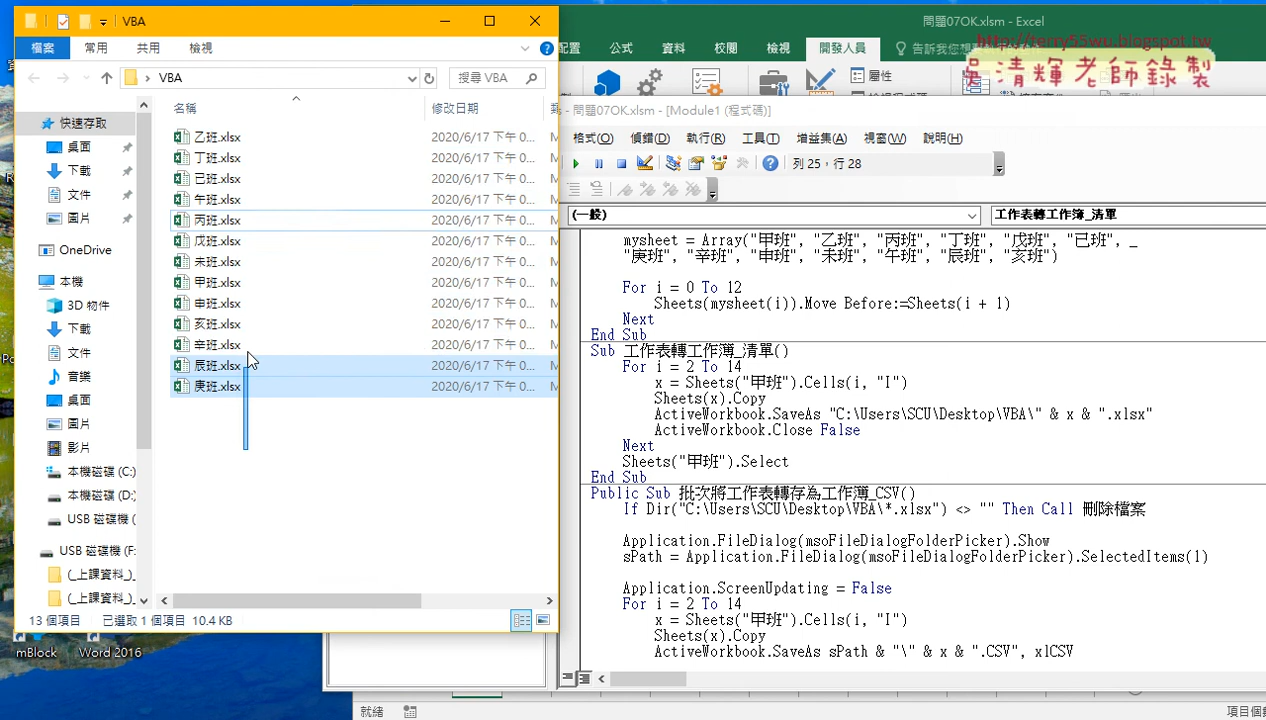 VBA
問題07OK.xlsm - Excel
http://terry55wu.blogspot.tw
吳清輝老師錄製
檔案 常用 共用 檢視
配置 公式 資料 校閱 檢視 開發人員 告訴我您想
VBA
搜尋 VBA
屬性
問題07OK.xlsm - [Module1 (程式碼)]
名稱 修改日期
格式(O) 偵錯(D) 執行(R) 工具(T) 增益集(A) 視窗(W) 說明(H)
列 25，行 28
(一般) 工作表轉工作簿_清單
快速存取
桌面
下載
文件
圖片
OneDrive
本機
3D 物件
下載
文件
音樂
桌面
圖片
影片
本機磁碟 (C:)
本機磁碟 (D:)
USB 磁碟機 (
USB 磁碟機 (F:
(_上課資料_)_
(_上課資料_)_
乙班.xlsx 2020/6/17 下午 0...
丁班.xlsx 2020/6/17 下午 0...
已班.xlsx 2020/6/17 下午 0...
午班.xlsx 2020/6/17 下午 0...
丙班.xlsx 2020/6/17 下午 0...
戊班.xlsx 2020/6/17 下午 0...
未班.xlsx 2020/6/17 下午 0...
甲班.xlsx 2020/6/17 下午 0...
申班.xlsx 2020/6/17 下午 0...
亥班.xlsx 2020/6/17 下午 0...
辛班.xlsx 2020/6/17 下午 0...
辰班.xlsx 2020/6/17 下午 0...
庚班.xlsx 2020/6/17 下午 0...
13 個項目 已選取 1 個項目 10.4 KB
mysheet = Array("甲班", "乙班", "丙班", "丁班", "戊班", "已班", _
"庚班", "辛班", "申班", "未班", "午班", "辰班", "亥班")
For i = 0 To 12
Sheets(mysheet(i)).Move Before:=Sheets(i + 1)
Next
End Sub
Sub 工作表轉工作簿_清單()
For i = 2 To 14
x = Sheets("甲班").Cells(i, "I")
Sheets(x).Copy
ActiveWorkbook.SaveAs "C:\Users\SCU\Desktop\VBA\" & x & ".xlsx"
ActiveWorkbook.Close False
Next
Sheets("甲班").Select
End Sub
Public Sub 批次將工作表轉存為工作簿_CSV()
If Dir("C:\Users\SCU\Desktop\VBA\*.xlsx") <> "" Then Call 刪除檔案
Application.FileDialog(msoFileDialogFolderPicker).Show
sPath = Application.FileDialog(msoFileDialogFolderPicker).SelectedItems(1)
Application.ScreenUpdating = False
For i = 2 To 14
x = Sheets("甲班").Cells(i, "I")
Sheets(x).Copy
ActiveWorkbook.SaveAs sPath & "\" & x & ".CSV", xlCSV
mBlock
Word 2016
就緒
項目個